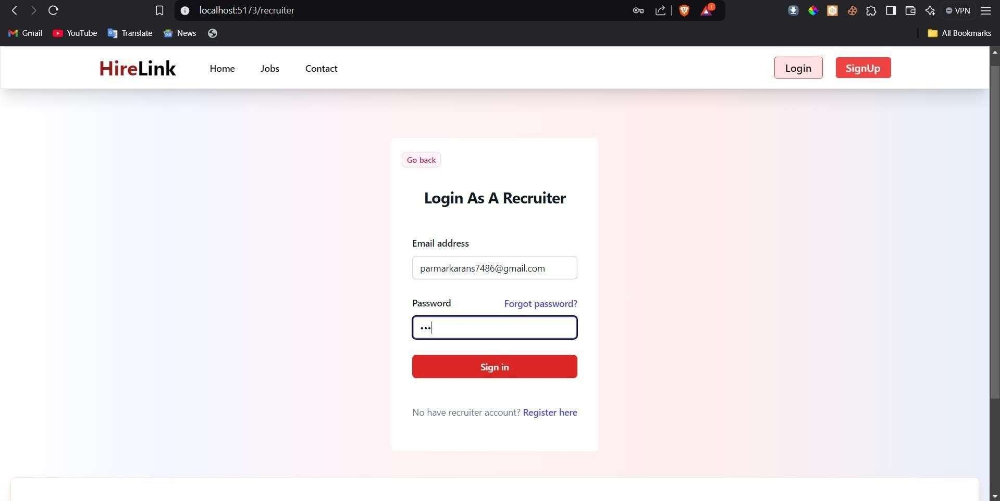 localhost:5173/recruiter
1
VPN
Gmail YouTube Translate News All Bookmarks
HireLink Home Jobs Contact Login SignUp
Go back
Login As A Recruiter
Email address
parmarkarans7486@gmail.com
Password Forgot password?
•••
Sign in
No have recruiter account? Register here